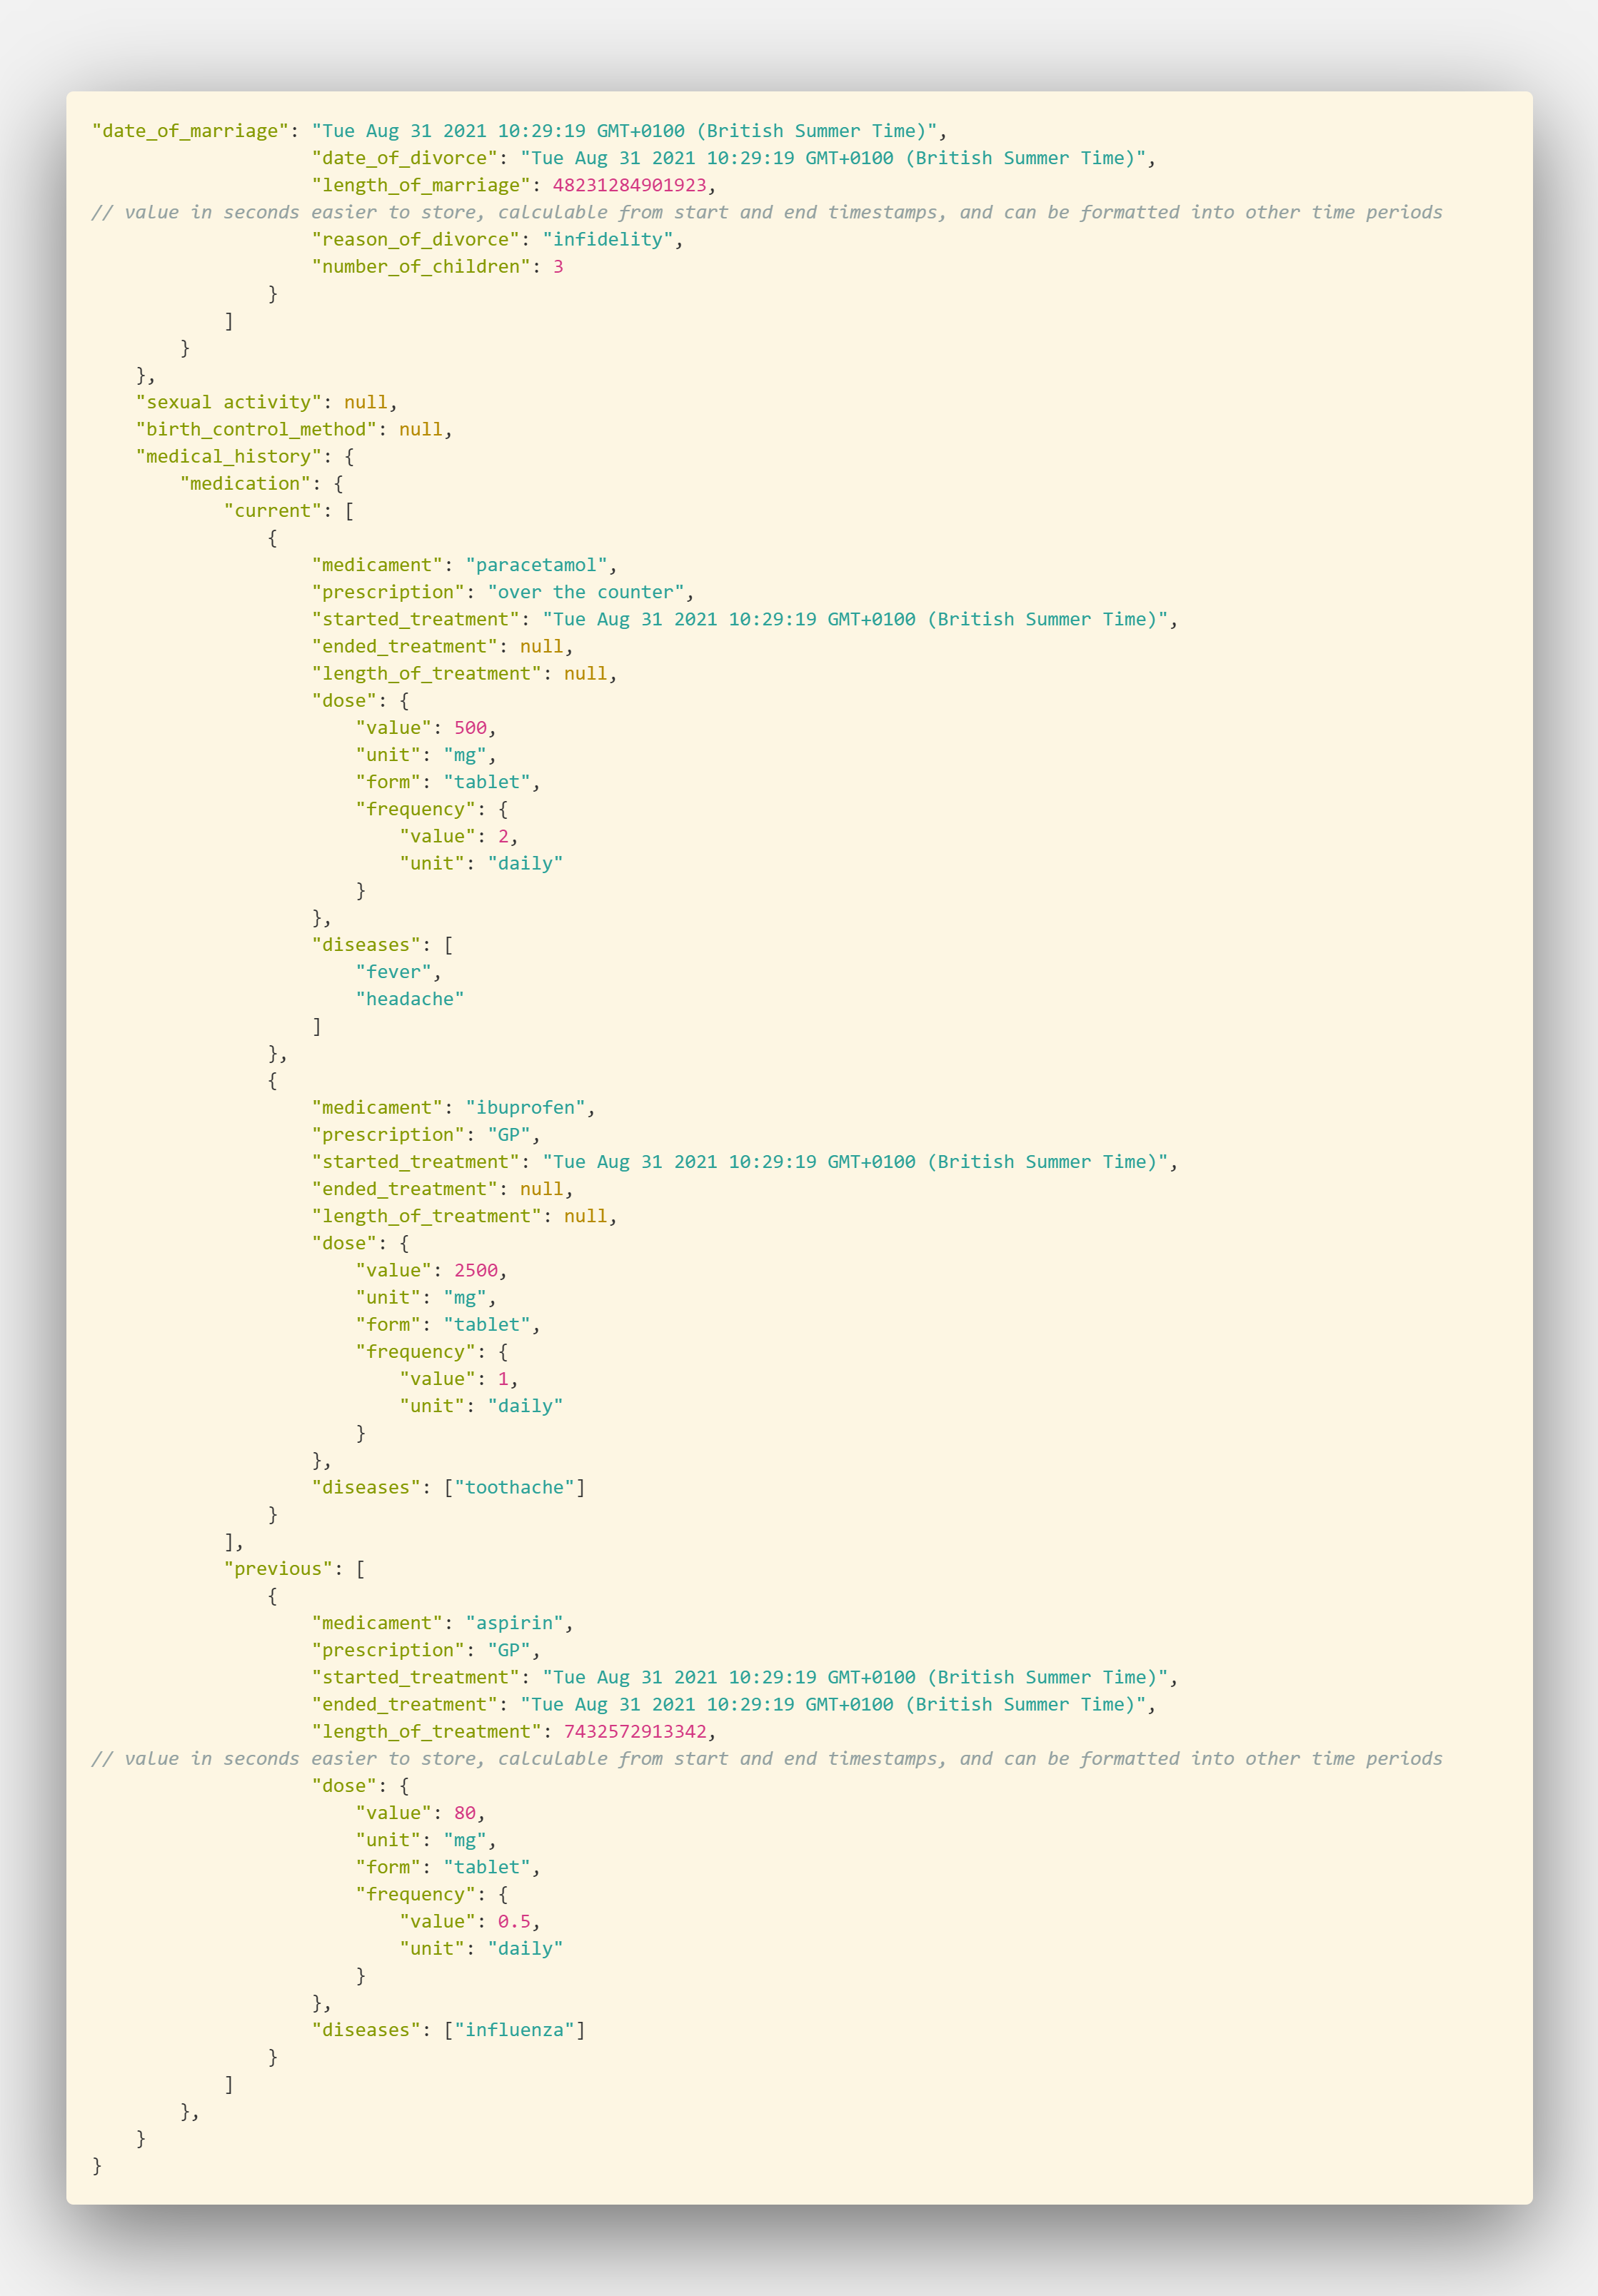 "date_of_marriage": "Tue Aug 31 2021 10:29:19 GMT+0100 (British Summer Time)",
                    "date_of_divorce": "Tue Aug 31 2021 10:29:19 GMT+0100 (British Summer Time)",
                    "length_of_marriage": 48231284901923,
// value in seconds easier to store, calculable from start and end timestamps, and can be formatted into other time periods
                    "reason_of_divorce": "infidelity",
                    "number_of_children": 3
                }
            ]
        }
    },
    "sexual activity": null,
    "birth_control_method": null,
    "medical_history": {
        "medication": {
            "current": [
                {
                    "medicament": "paracetamol",
                    "prescription": "over the counter",
                    "started_treatment": "Tue Aug 31 2021 10:29:19 GMT+0100 (British Summer Time)",
                    "ended_treatment": null,
                    "length_of_treatment": null,
                    "dose": {
                        "value": 500,
                        "unit": "mg",
                        "form": "tablet",
                        "frequency": {
                            "value": 2,
                            "unit": "daily"
                        }
                    },
                    "diseases": [
                        "fever",
                        "headache"
                    ]
                },
                {
                    "medicament": "ibuprofen",
                    "prescription": "GP",
                    "started_treatment": "Tue Aug 31 2021 10:29:19 GMT+0100 (British Summer Time)",
                    "ended_treatment": null,
                    "length_of_treatment": null,
                    "dose": {
                        "value": 2500,
                        "unit": "mg",
                        "form": "tablet",
                        "frequency": {
                            "value": 1,
                            "unit": "daily"
                        }
                    },
                    "diseases": ["toothache"]
                }
            ],
            "previous": [
                {
                    "medicament": "aspirin",
                    "prescription": "GP",
                    "started_treatment": "Tue Aug 31 2021 10:29:19 GMT+0100 (British Summer Time)",
                    "ended_treatment": "Tue Aug 31 2021 10:29:19 GMT+0100 (British Summer Time)",
                    "length_of_treatment": 7432572913342,
// value in seconds easier to store, calculable from start and end timestamps, and can be formatted into other time periods
                    "dose": {
                        "value": 80,
                        "unit": "mg",
                        "form": "tablet",
                        "frequency": {
                            "value": 0.5,
                            "unit": "daily"
                        }
                    },
                    "diseases": ["influenza"]
                }
            ]
        },
    }
}